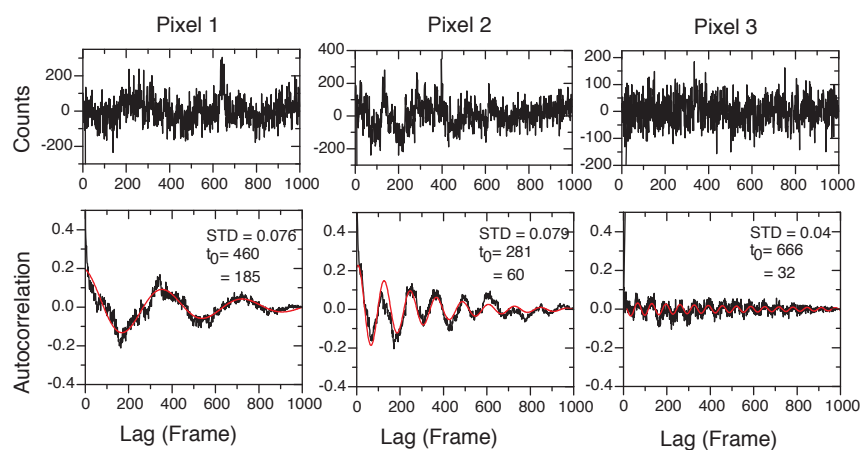 Pixel 1
Pixel 2
Pixel 3
Counts
200
0
-200
0 200 400 600 800 1000
400
200
0
-200
0 200 400 600 800 1000
200
100
0
-100
-200
0 200 400 600 800 1000
Autocorrelation
0.4
0.2
0.0
-0.2
-0.4
STD = 0.076
t0= 460
= 185
0 200 400 600 800 1000
Lag (Frame)
0.4
0.2
0.0
-0.2
-0.4
STD = 0.079
t0= 281
= 60
0 200 400 600 800 1000
Lag (Frame)
0.4
0.2
0.0
-0.2
-0.4
STD = 0.04
t0= 666
= 32
0 200 400 600 800 1000
Lag (Frame)